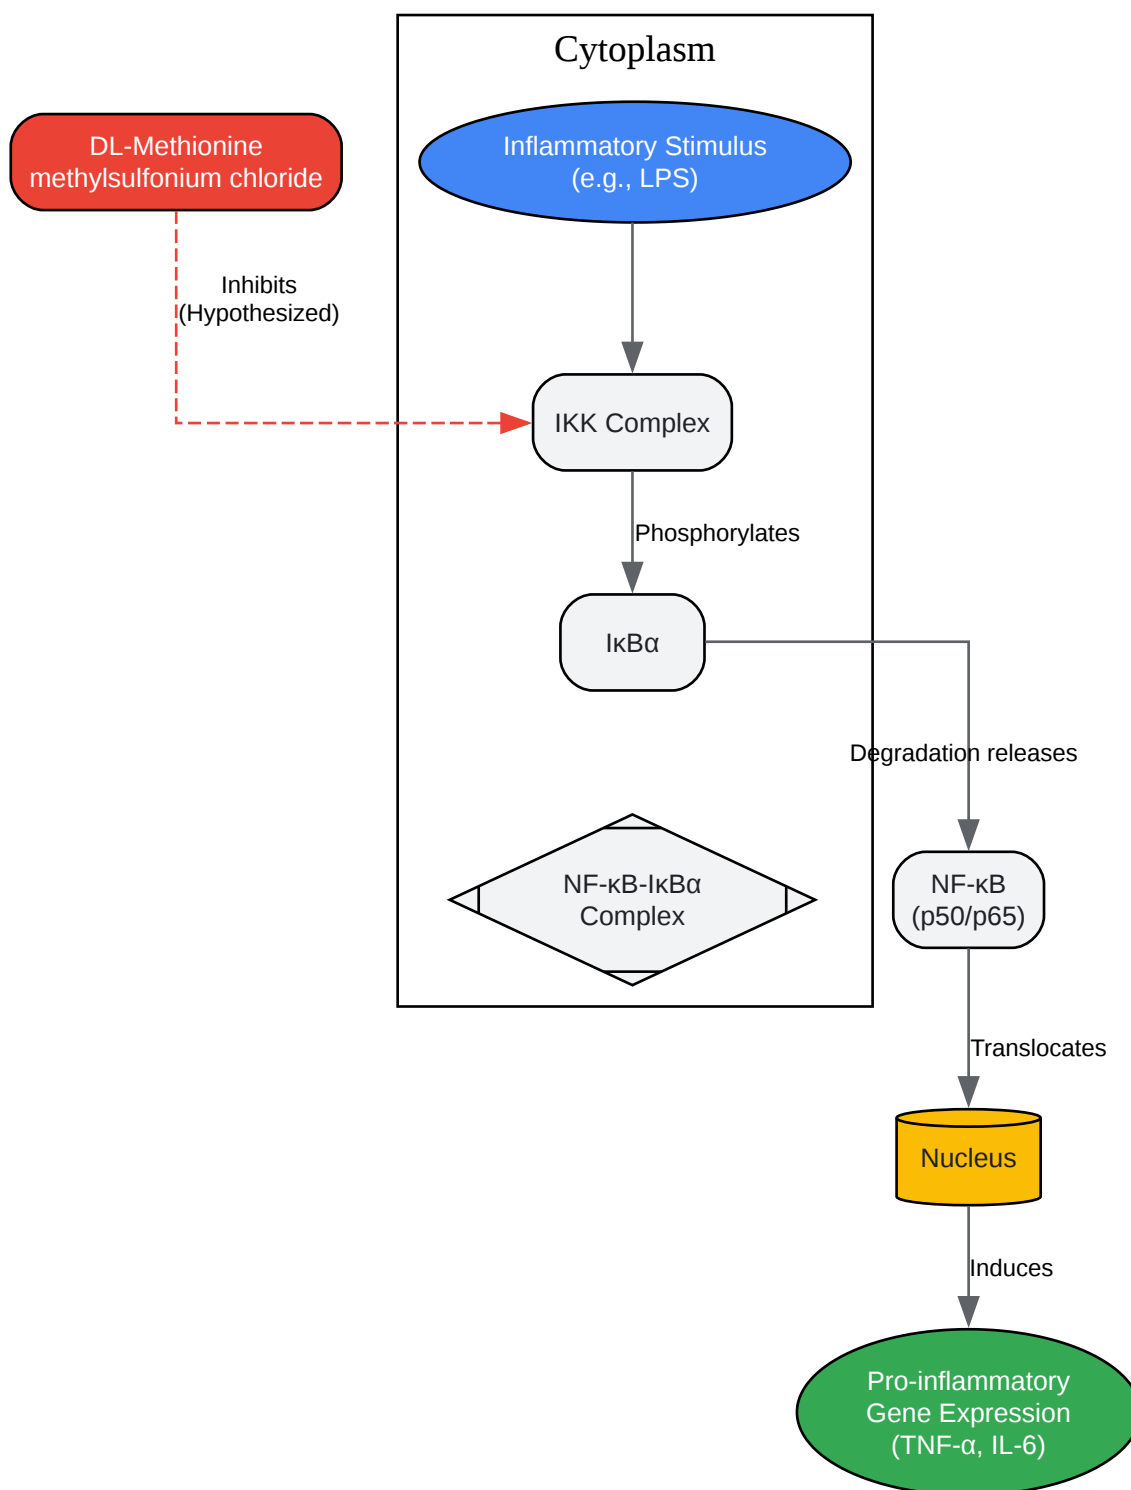 Cytoplasm
DL-Methionine
methylsulfonium chloride
Inflammatory Stimulus
(e.g., LPS)
Inhibits
(Hypothesized)
IKK Complex
Phosphorylates
IκBα
Degradation releases
NF-κB-IκBα
Complex
NF-κB
(p50/p65)
Translocates
Nucleus
Induces
Pro-inflammatory
Gene Expression
(TNF-α, IL-6)